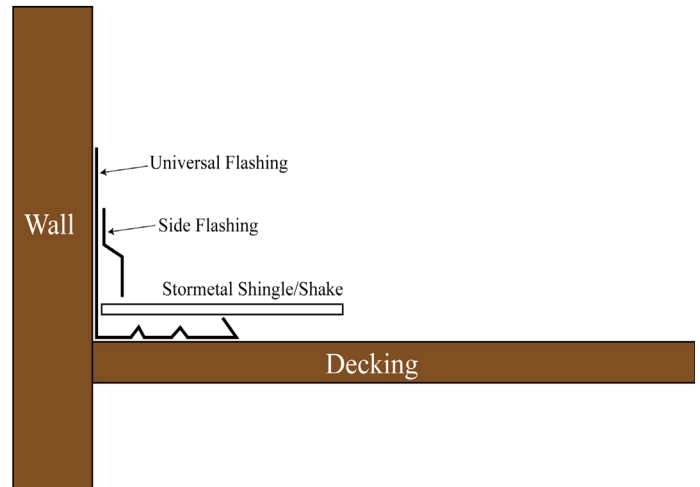 Universal Flashing
Wall
Side Flashing
Stormetal Shingle/Shake
Decking